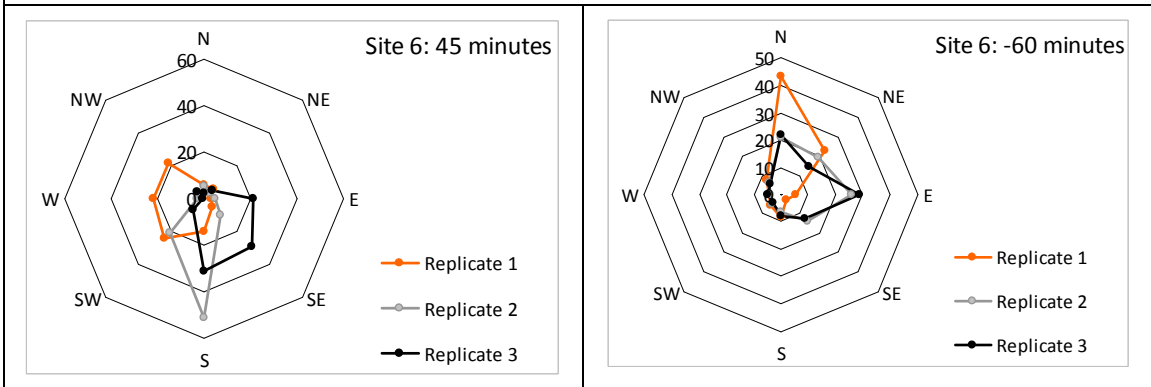 Site 6: 45 minutes
N
60
NW
NE
40
20
W
0
E
SW
SE
S
Replicate 1
Replicate 2
Replicate 3
Site 6: -60 minutes
N
50
NW
NE
40
30
20
10
W
E
SW
SE
S
Replicate 1
Replicate 2
Replicate 3